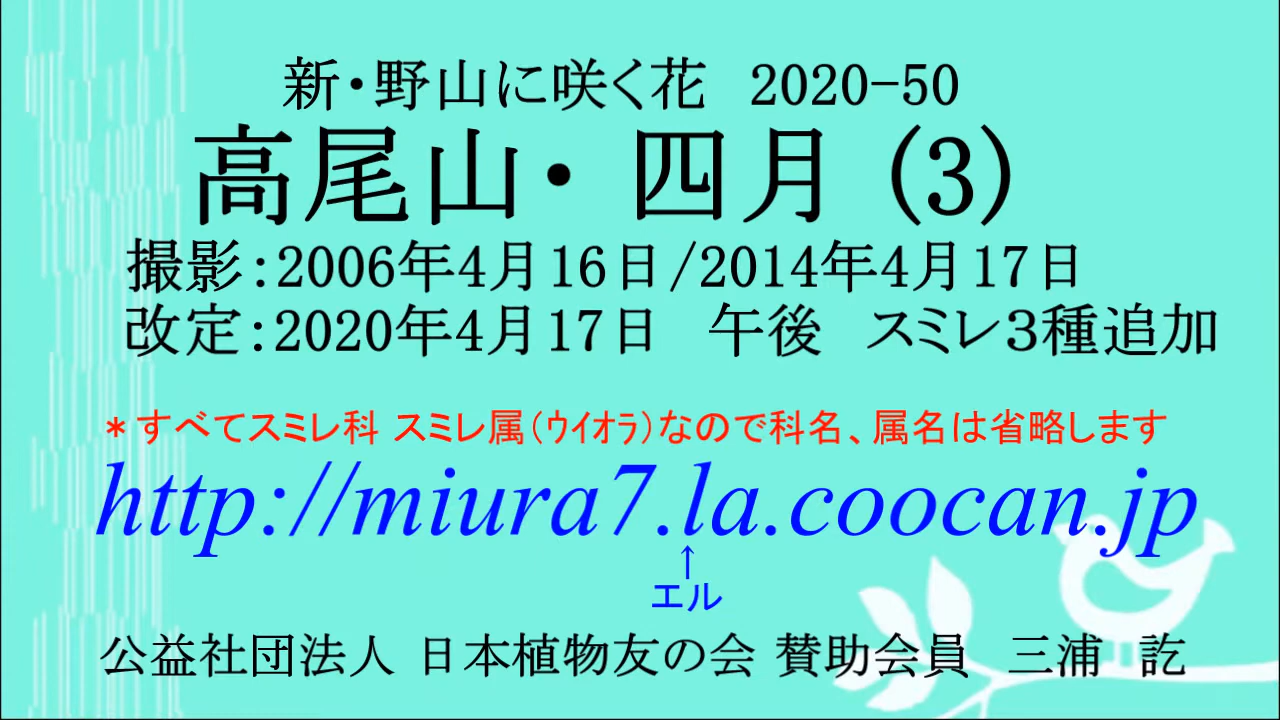 新・野山に咲く花　2020-50
高尾山・ 四月 (3)
撮影：2006年4月16日/2014年4月17日
改定：2020年4月17日　午後　スミレ３種追加
＊すべてスミレ科 スミレ属(ｳｲｵﾗ)なので科名、属名は省略します
http://miura7.la.coocan.jp
↑
エル
公益社団法人 日本植物友の会 賛助会員　三浦　訖